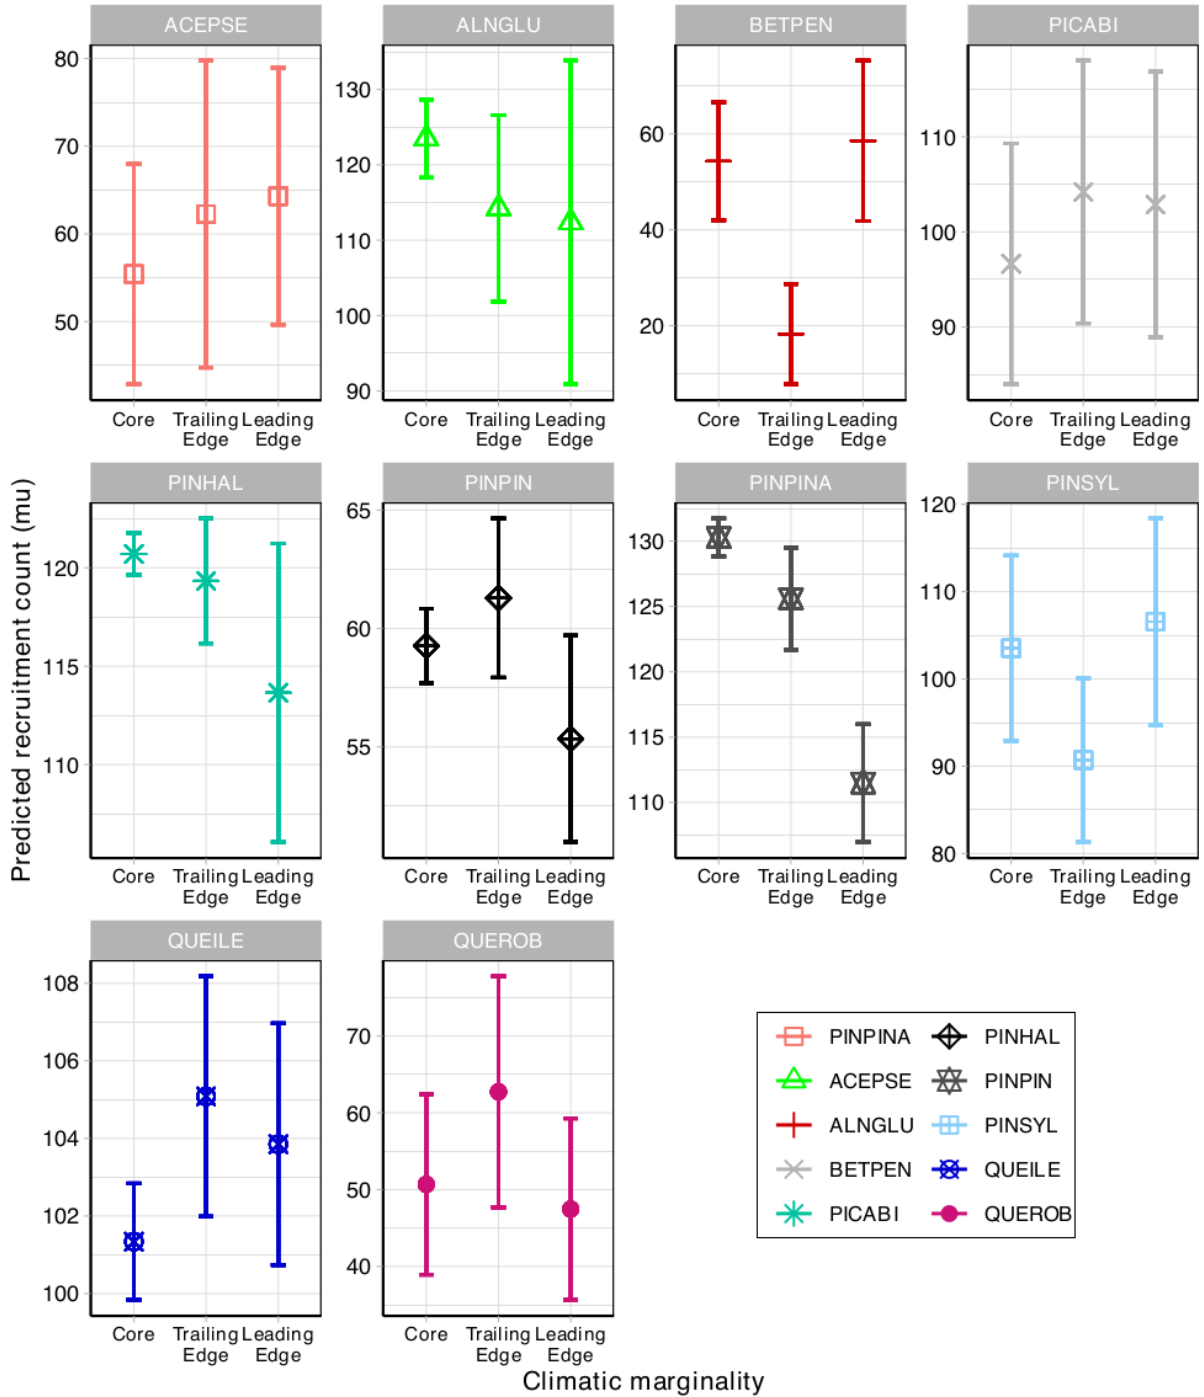 ACEPSE ALNGLU BETPEN PICABI
80
70
60
50
130
120
110
100
90
60
40
20
110
100
90
Core Trailing Edge Leading Edge
Core Trailing Edge Leading Edge
Core Trailing Edge Leading Edge
Core Trailing Edge Leading Edge
Predicted recruitment count (mu)
PINHAL PINPIN PINPINA PINSYL
120
115
110
65
60
55
130
125
120
115
110
120
110
100
90
80
Core Trailing Edge Leading Edge
Core Trailing Edge Leading Edge
Core Trailing Edge Leading Edge
Core Trailing Edge Leading Edge
QUEILE QUEROB
108
106
104
102
100
70
60
50
40
Core Trailing Edge Leading Edge
Core Trailing Edge Leading Edge
PINPINA PINHAL
ACEPSE PINPIN
ALNGLU PINSYL
BETPEN QUEILE
PICABI QUEROB
Climatic marginality